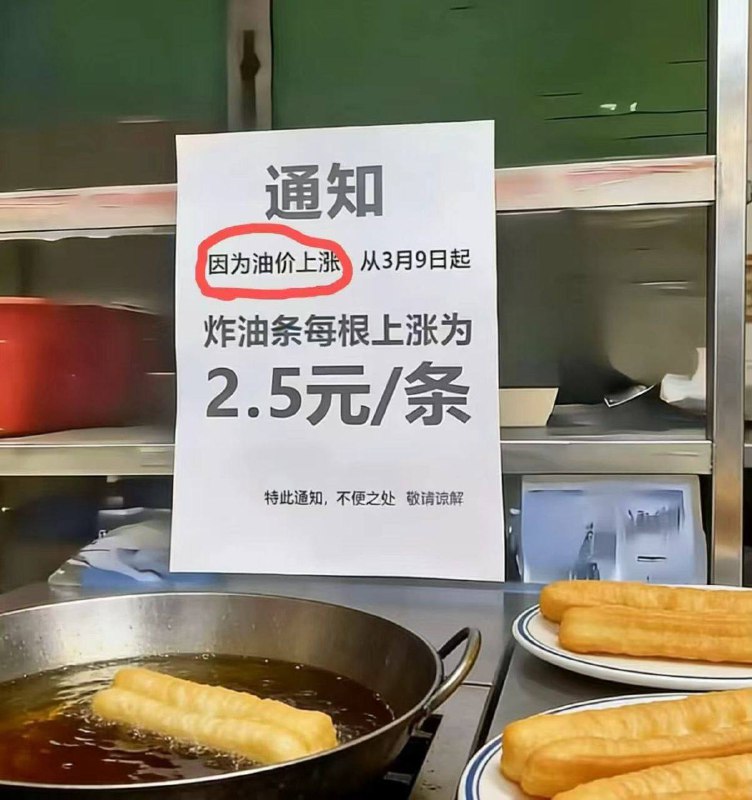 通知
因为油价上涨 从3月9日起
炸油条每根上涨为
2.5元/条
特此通知，不便之处 敬请谅解